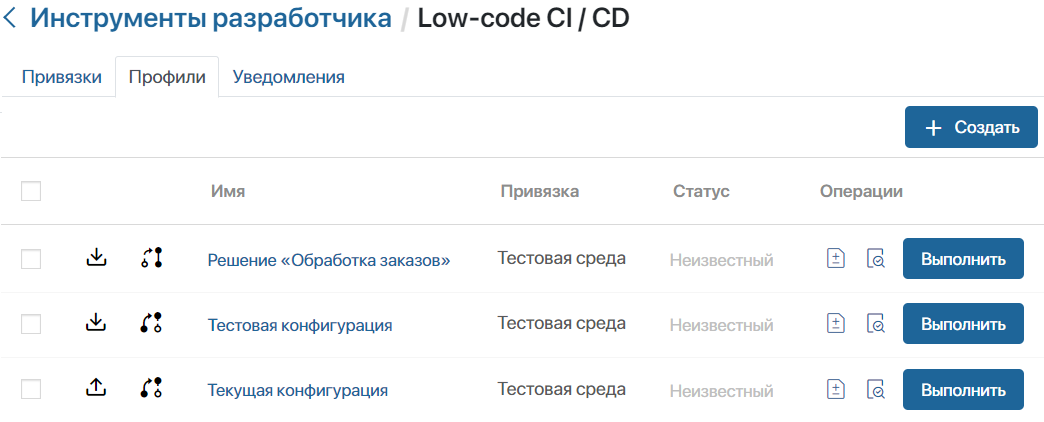 Инструменты разработчика / Low-code CI / CD
Привязки Профили Уведомления
+ Создать
Имя Привязка Статус Операции
Решение «Обработка заказов» Тестовая среда Неизвестный Выполнить
Тестовая конфигурация Тестовая среда Неизвестный Выполнить
Текущая конфигурация Тестовая среда Неизвестный Выполнить